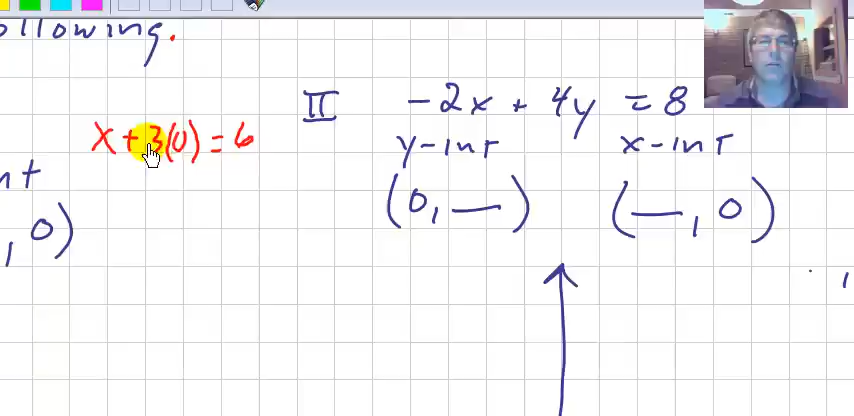 ollowing.
II -2x + 4y = 8
x + 3(0) = 6
y-int x-int
nt
(0, __) (__, 0)
, 0)